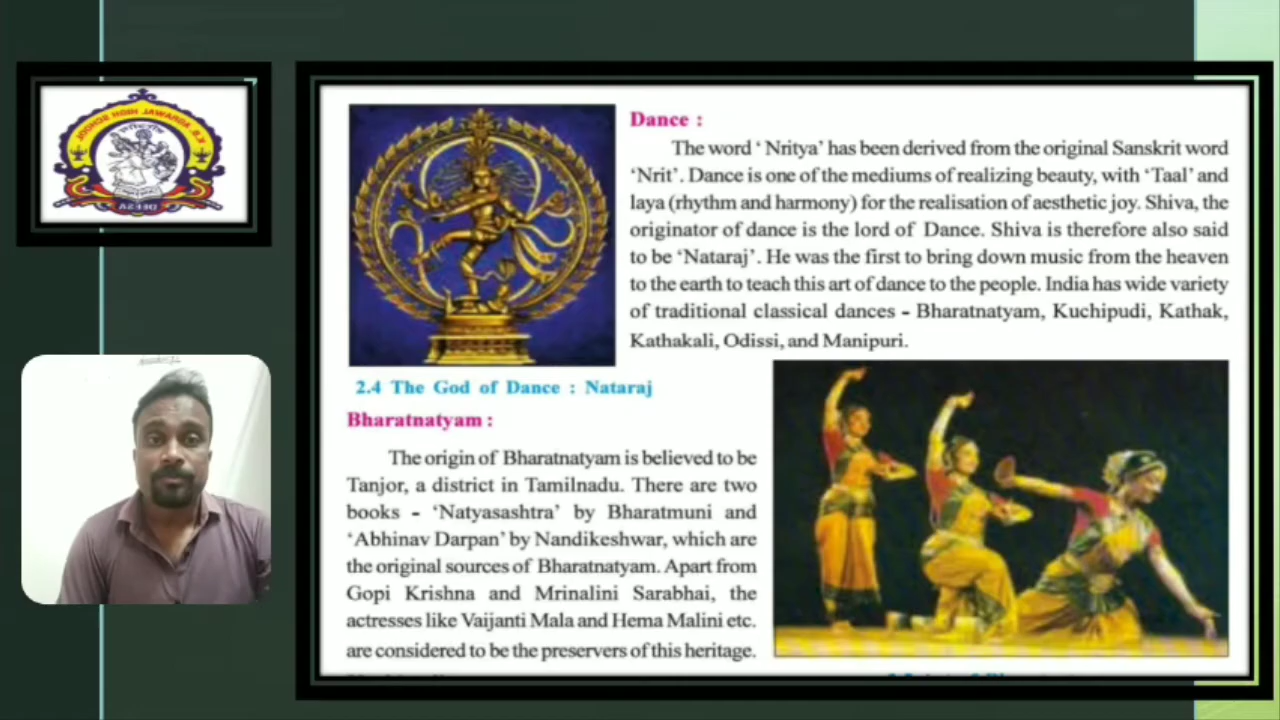 Dance :
The word ‘ Nritya’ has been derived from the original Sanskrit word
‘Nrit’. Dance is one of the mediums of realizing beauty, with ‘Taal’ and
laya (rhythm and harmony) for the realisation of aesthetic joy. Shiva, the
originator of dance is the lord of Dance. Shiva is therefore also said
to be ‘Nataraj’. He was the first to bring down music from the heaven
to the earth to teach this art of dance to the people. India has wide variety
of traditional classical dances - Bharatnatyam, Kuchipudi, Kathak,
Kathakali, Odissi, and Manipuri.
2.4 The God of Dance : Nataraj
Bharatnatyam :
The origin of Bharatnatyam is believed to be
Tanjor, a district in Tamilnadu. There are two
books - ‘Natyasashtra’ by Bharatmuni and
‘Abhinav Darpan’ by Nandikeshwar, which are
the original sources of Bharatnatyam. Apart from
Gopi Krishna and Mrinalini Sarabhai, the
actresses like Vaijanti Mala and Hema Malini etc.
are considered to be the preservers of this heritage.